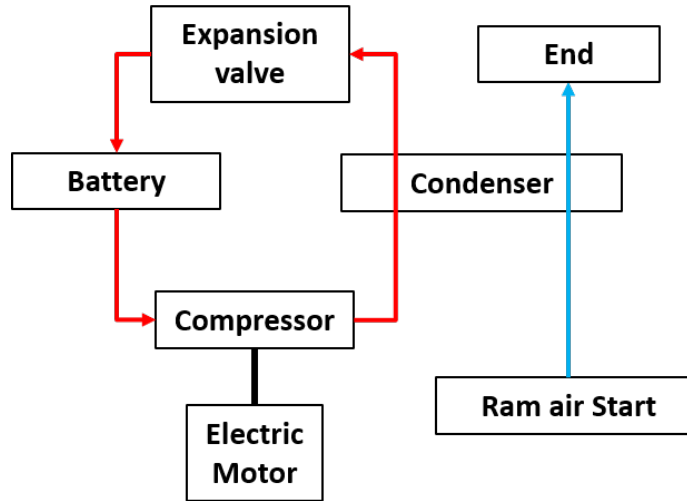 Expansion
valve
End
Battery
Condenser
Compressor
Ram air Start
Electric
Motor